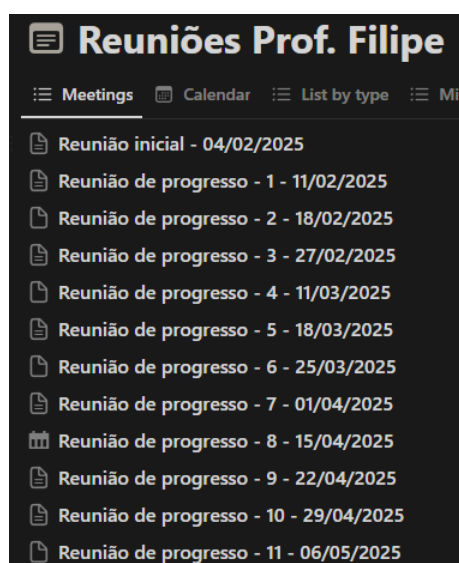 Reuniões Prof. Filipe
Meetings Calendar List by type
Reunião inicial - 04/02/2025
Reunião de progresso - 1 - 11/02/2025
Reunião de progresso - 2 - 18/02/2025
Reunião de progresso - 3 - 27/02/2025
Reunião de progresso - 4 - 11/03/2025
Reunião de progresso - 5 - 18/03/2025
Reunião de progresso - 6 - 25/03/2025
Reunião de progresso - 7 - 01/04/2025
Reunião de progresso - 8 - 15/04/2025
Reunião de progresso - 9 - 22/04/2025
Reunião de progresso - 10 - 29/04/2025
Reunião de progresso - 11 - 06/05/2025